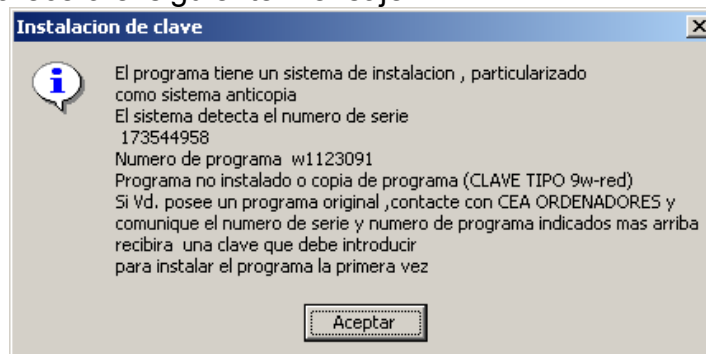 Instalacion de clave
El programa tiene un sistema de instalacion , particularizado
como sistema anticopia
El sistema detecta el numero de serie
173544958
Numero de programa w1123091
Programa no instalado o copia de programa (CLAVE TIPO 9w-red)
Si Vd. posee un programa original ,contacte con CEA ORDENADORES y
comunique el numero de serie y numero de programa indicados mas arriba
recibira una clave que debe introducir
para instalar el programa la primera vez
Aceptar